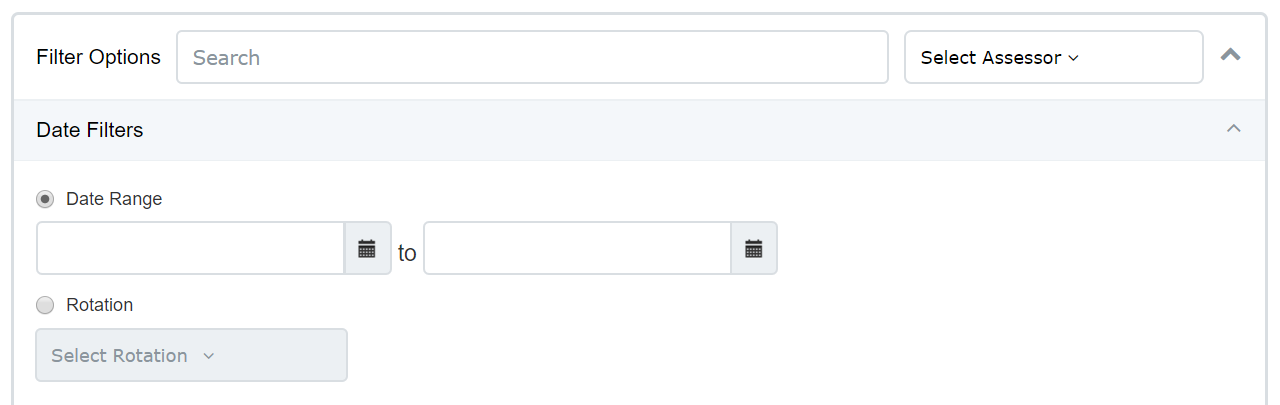 Filter Options Search Select Assessor
Date Filters
Date Range
to
Rotation
Select Rotation